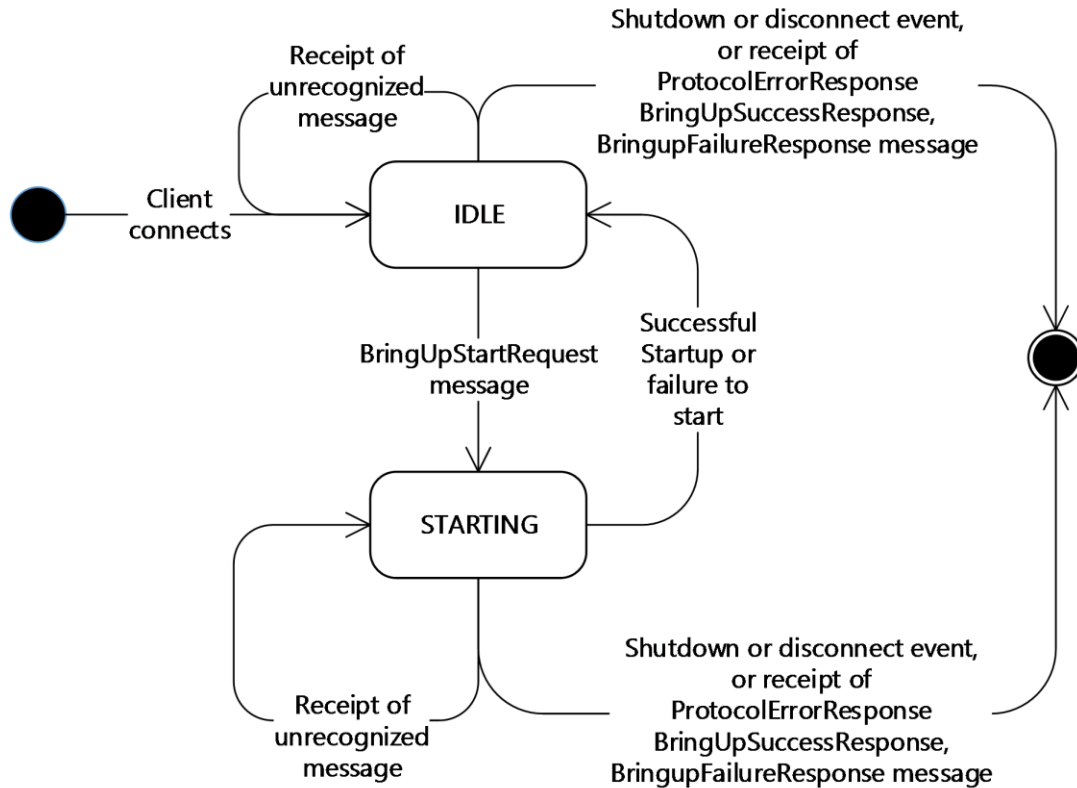 Shutdown or disconnect event,
or receipt of
ProtocolErrorResponse
BringUpSuccessResponse,
BringupFailureResponse message
Receipt of
unrecognized
message
Client
connects
IDLE
BringUpStartRequest
message
Successful
Startup or
failure to
start
STARTING
Receipt of
unrecognized
message
Shutdown or disconnect event,
or receipt of
ProtocolErrorResponse
BringUpSuccessResponse,
BringupFailureResponse message